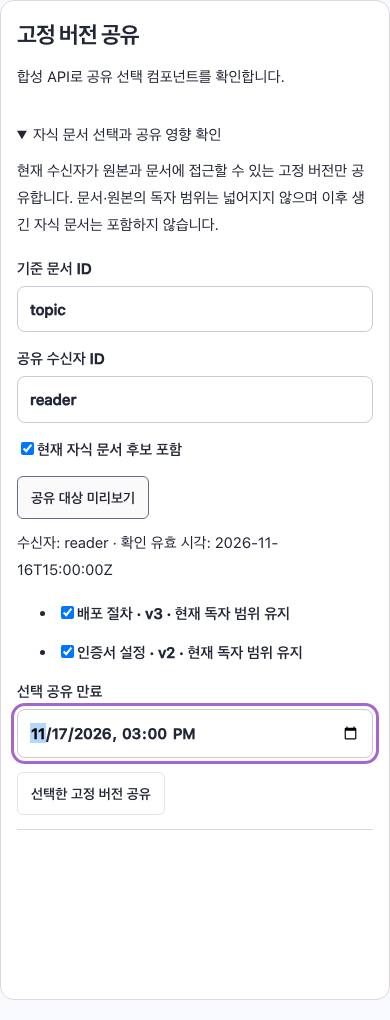 고정 버전 공유
합성 API로 공유 선택 컴포넌트를 확인합니다.
▼ 자식 문서 선택과 공유 영향 확인
현재 수신자가 원본과 문서에 접근할 수 있는 고정 버전만 공
유합니다. 문서·원본의 독자 범위는 넓어지지 않으며 이후 생
긴 자식 문서는 포함하지 않습니다.
기준 문서 ID
topic
공유 수신자 ID
reader
현재 자식 문서 후보 포함
공유 대상 미리보기
수신자: reader · 확인 유효 시각: 2026-11-
16T15:00:00Z
배포 절차 · v3 · 현재 독자 범위 유지
인증서 설정 · v2 · 현재 독자 범위 유지
선택 공유 만료
11/17/2026, 03:00 PM
선택한 고정 버전 공유